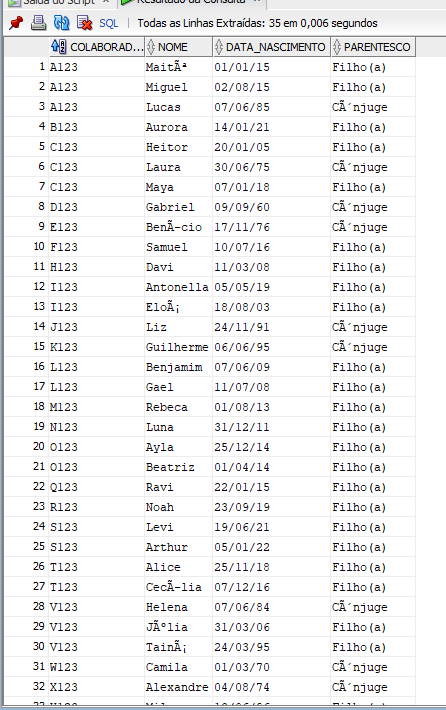 Saída do Script × Resultado da Consulta ×
SQL | Todas as Linhas Extraídas: 35 em 0,006 segundos
COLABORAD... NOME DATA_NASCIMENTO PARENTESCO
1 A123 MaitÃª 01/01/15 Filho(a)
2 A123 Miguel 02/08/15 Filho(a)
3 A123 Lucas 07/06/85 CÃ´njuge
4 B123 Aurora 14/01/21 Filho(a)
5 C123 Heitor 20/01/05 Filho(a)
6 C123 Laura 30/06/75 CÃ´njuge
7 C123 Maya 07/01/18 Filho(a)
8 D123 Gabriel 09/09/60 CÃ´njuge
9 E123 BenÃ-cio 17/11/76 CÃ´njuge
10 F123 Samuel 10/07/16 Filho(a)
11 H123 Davi 11/03/08 Filho(a)
12 I123 Antonella 05/05/19 Filho(a)
13 I123 EloÃ¡ 18/08/03 Filho(a)
14 J123 Liz 24/11/91 CÃ´njuge
15 K123 Guilherme 06/06/95 CÃ´njuge
16 L123 Benjamim 07/06/09 Filho(a)
17 L123 Gael 11/07/08 Filho(a)
18 M123 Rebeca 01/08/13 Filho(a)
19 N123 Luna 31/12/11 Filho(a)
20 O123 Ayla 25/12/14 Filho(a)
21 O123 Beatriz 01/04/14 Filho(a)
22 Q123 Ravi 22/01/15 Filho(a)
23 R123 Noah 23/09/19 Filho(a)
24 S123 Levi 19/06/21 Filho(a)
25 S123 Arthur 05/01/22 Filho(a)
26 T123 Alice 25/11/18 Filho(a)
27 T123 CecÃ-lia 07/12/16 Filho(a)
28 V123 Helena 07/06/84 CÃ´njuge
29 V123 JÃºlia 31/03/06 Filho(a)
30 V123 TainÃ¡ 24/03/95 Filho(a)
31 W123 Camila 01/03/70 CÃ´njuge
32 X123 Alexandre 04/08/74 CÃ´njuge